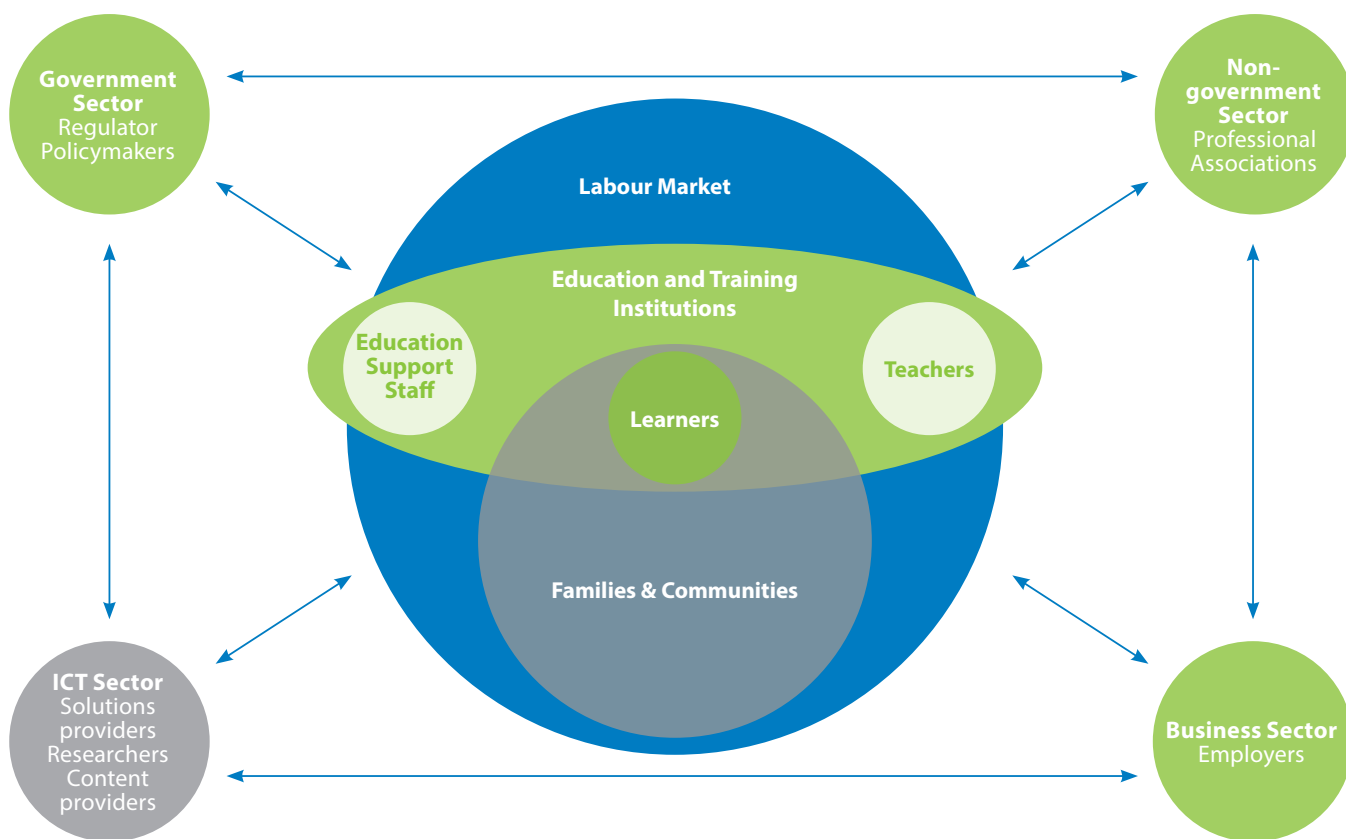 Government
Sector
Regulator
Policymakers
Non-
government
Sector
Professional
Associations
Labour Market
Education and Training
Institutions
Education
Support
Staff
Teachers
Learners
Families & Communities
ICT Sector
Solutions
providers
Researchers
Content
providers
Business Sector
Employers